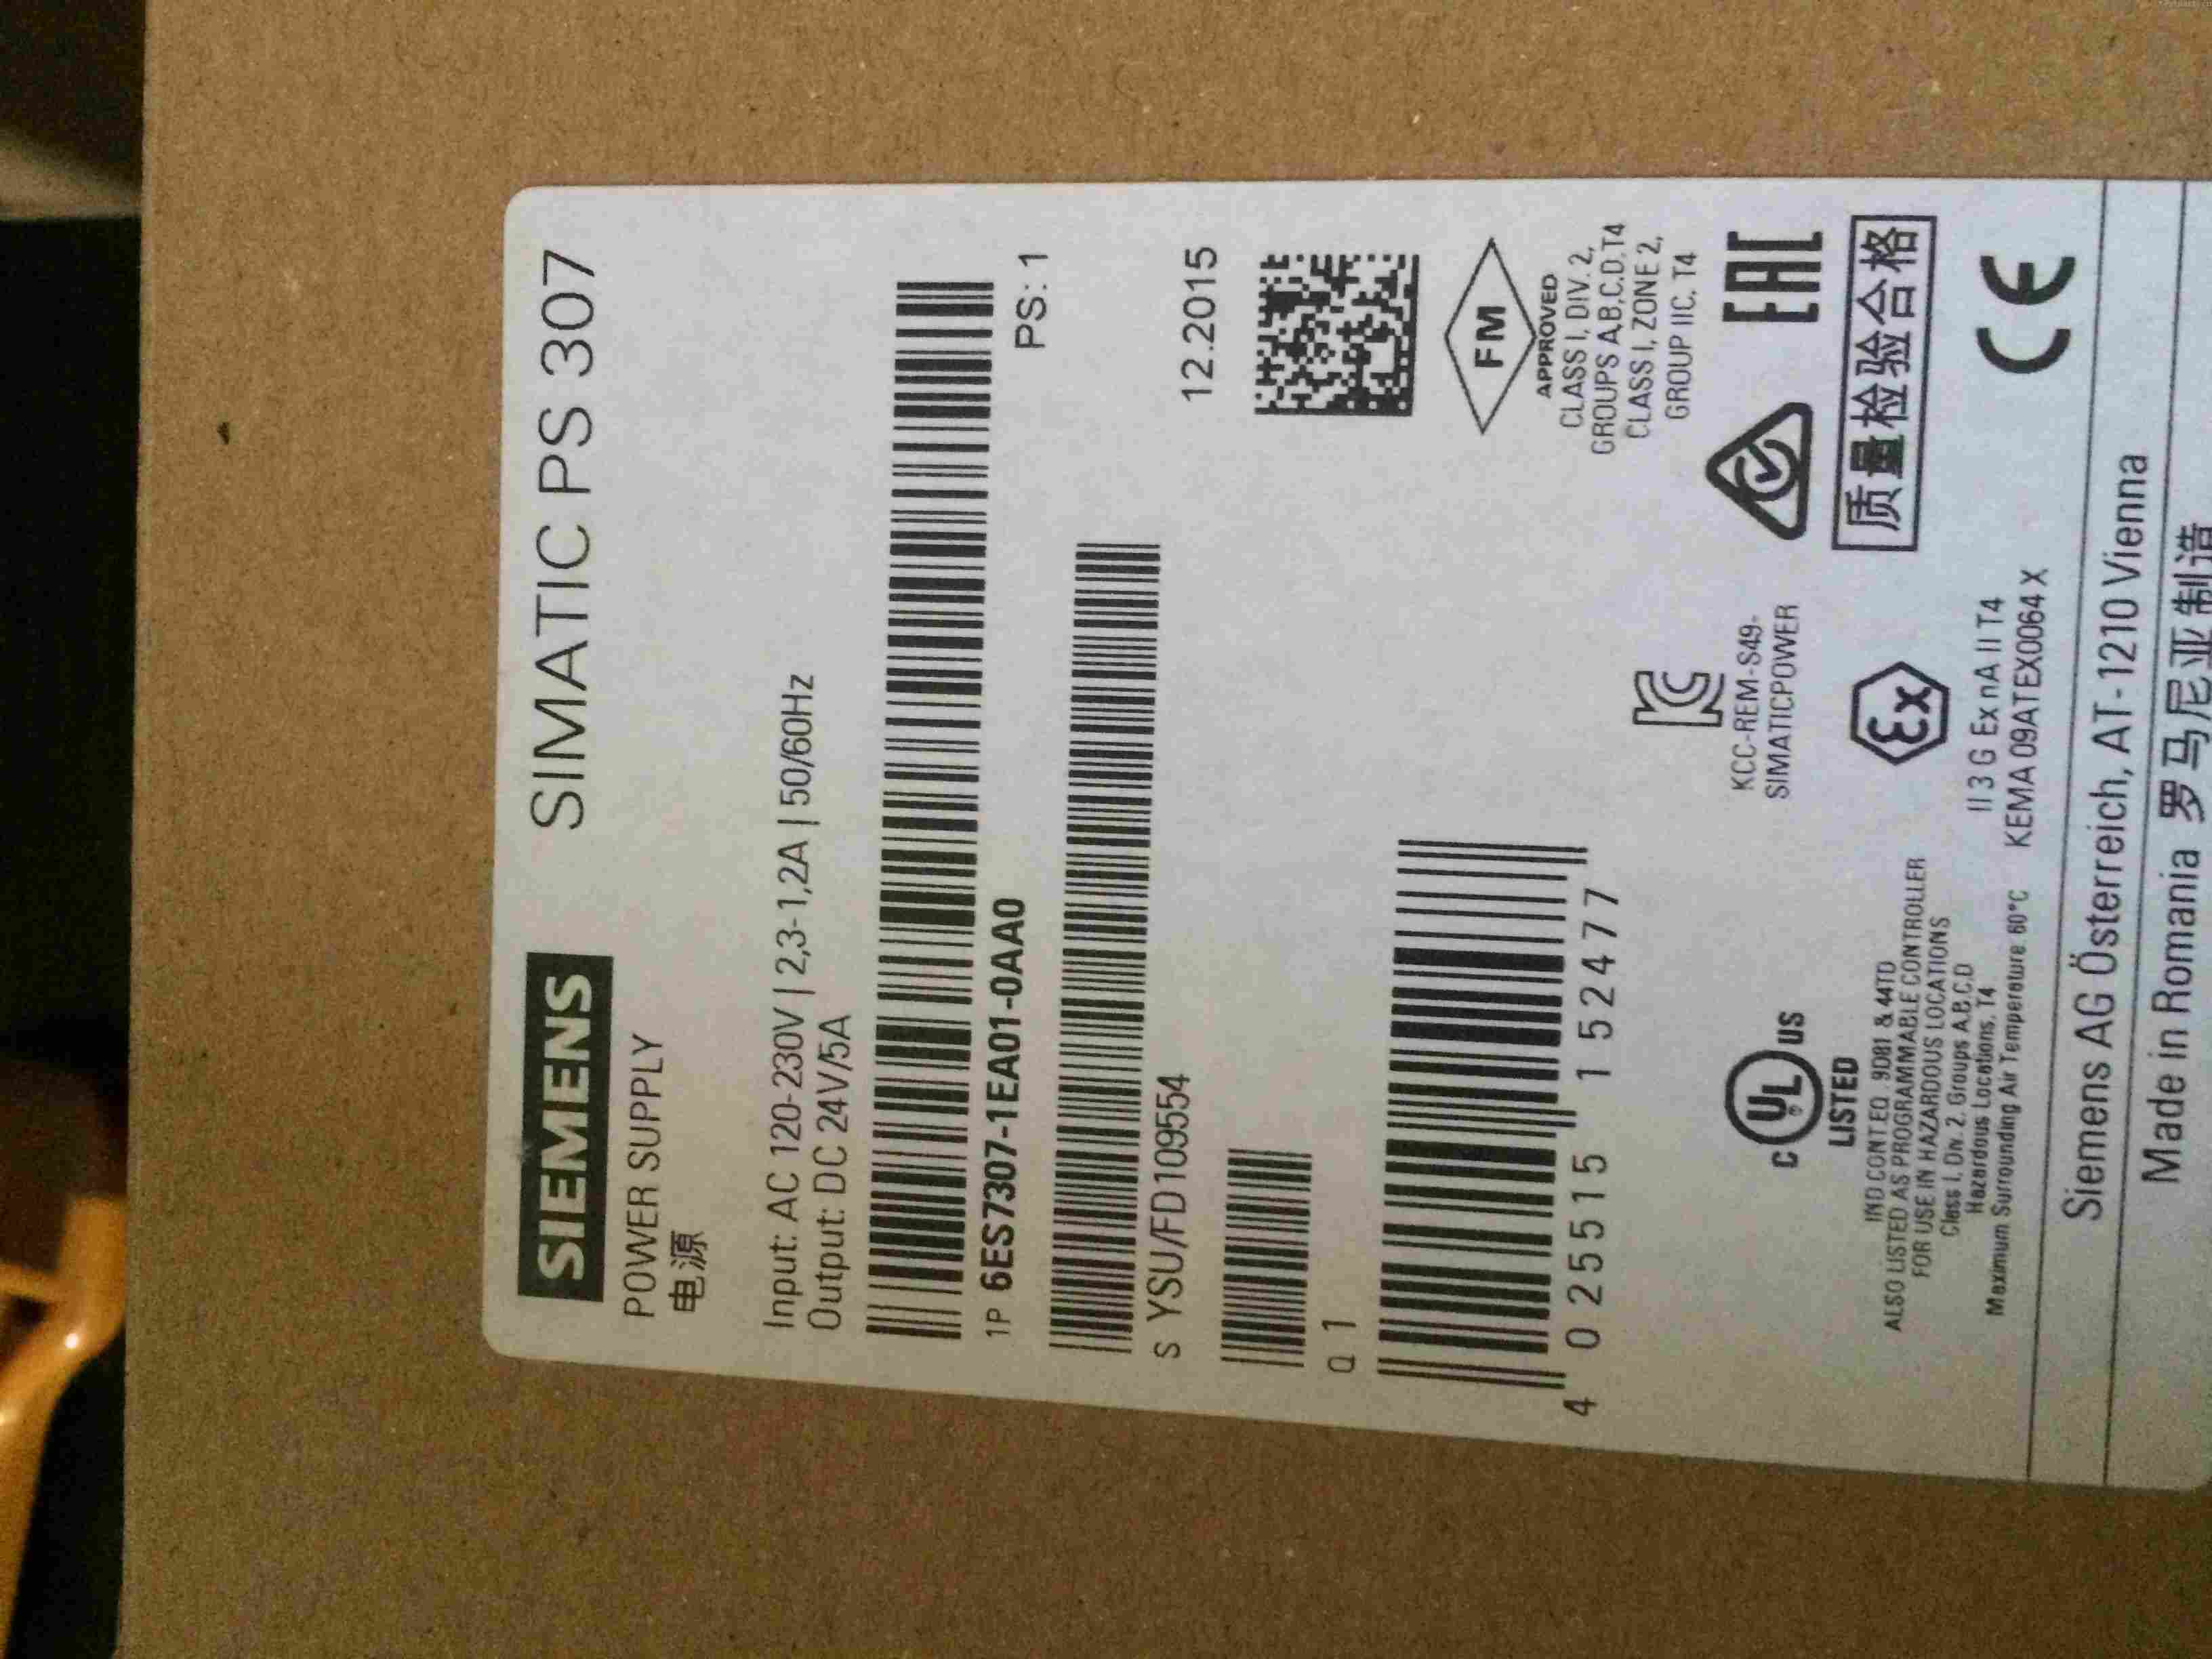 SIEMENS
SIMATIC PS 307
POWER SUPPLY
电源
Input: AC 120-230V | 2,3-1,2A | 50/60Hz
Output: DC 24V/5A
1P 6ES7307-1EA01-0AA0
PS: 1
S YSU/FD109554
12.2015
Q 1
4 025515 152477
FM
APPROVED
CLASS I, DIV. 2,
GROUPS A,B,C,D,T4
CLASS I, ZONE 2,
GROUP IIC, T4
KCC-REM-S49-
SIMATICPOWER
EAC
C UL US
LISTED
IND CONT EQ 9D81 & 44TD
ALSO LISTED AS PROGRAMMABLE CONTROLLER
FOR USE IN HAZARDOUS LOCATIONS
Class I, Div. 2, Groups A,B,C,D
Hazardous Locations, T4
Maximum Surrounding Air Temperature 60°C
Ex
II 3 G Ex nA II T4
KEMA 09ATEX0064 X
质量检验合格
CE
Siemens AG Österreich, AT-1210 Vienna
Made in Romania 罗马尼亚制造